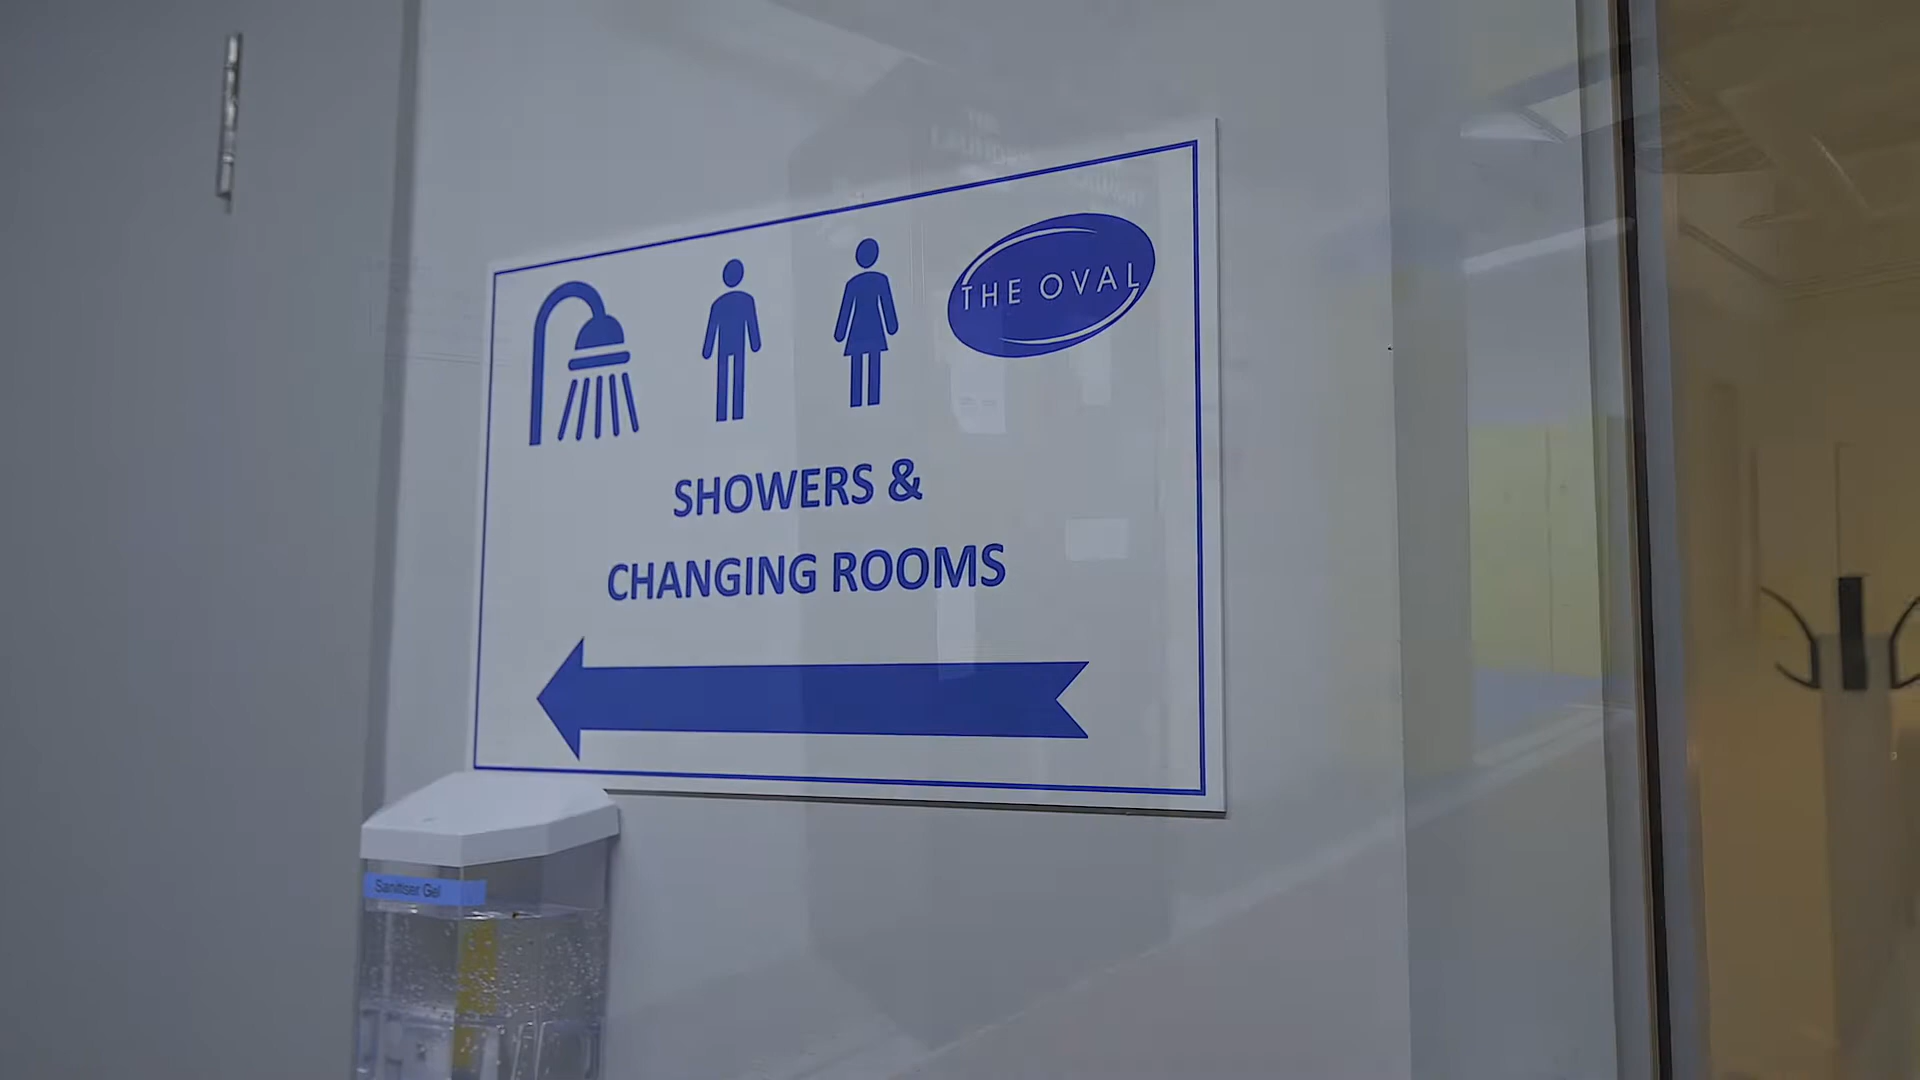 THE OVAL
SHOWERS &
CHANGING ROOMS
Sanitiser Gel